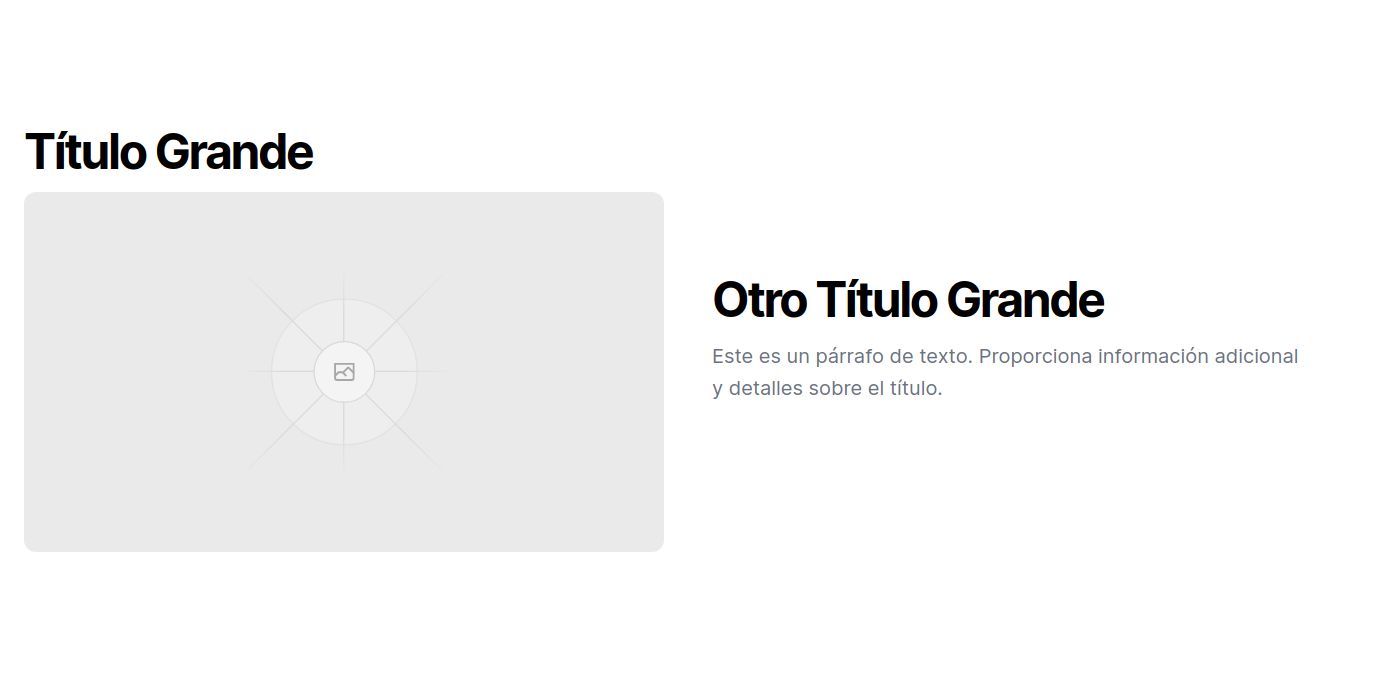 Título Grande
Otro Título Grande
Este es un párrafo de texto. Proporciona información adicional
y detalles sobre el título.